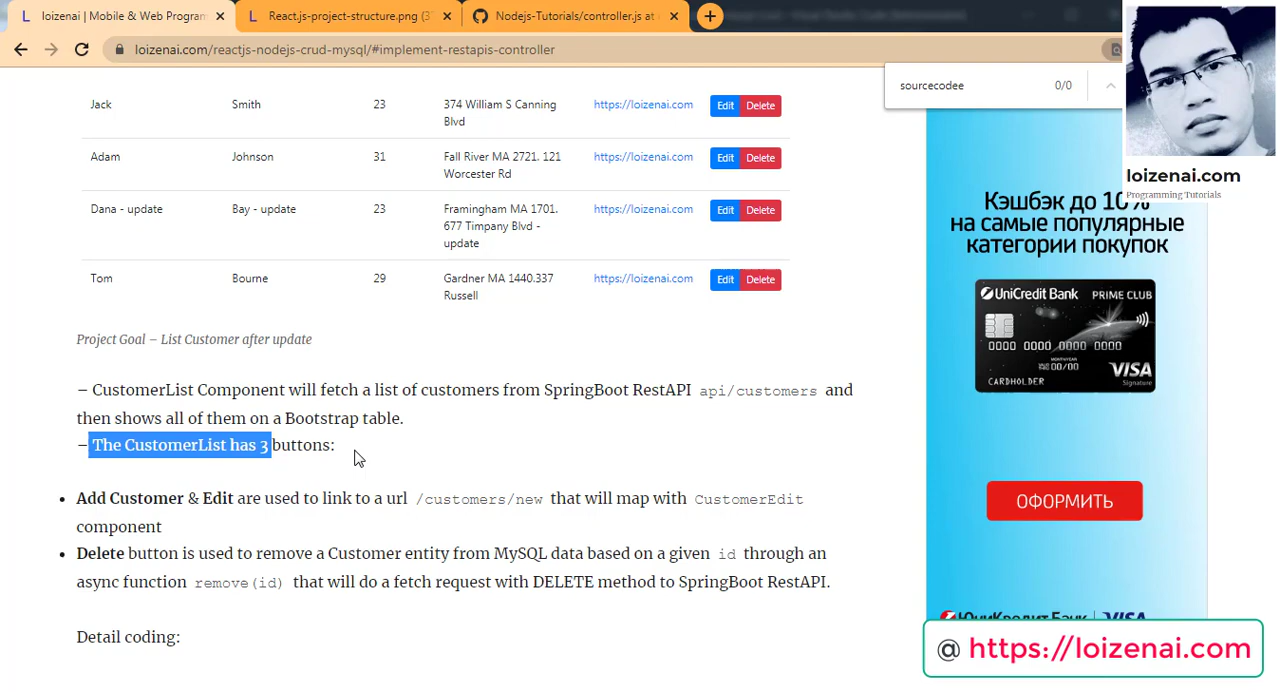 loizenai | Mobile & Web Program
React.js-project-structure.png (37
Nodejs-Tutorials/controller.js at
loizenai.com/reactjs-nodejs-crud-mysql/#implement-restapis-controller
sourcecodee
0/0
loizenai.com
Programming Tutorials
Jack Smith 23 374 William S Canning https://loizenai.com Edit Delete
Blvd
Adam Johnson 31 Fall River MA 2721. 121 https://loizenai.com Edit Delete
Worcester Rd
Dana - update Bay - update 23 Framingham MA 1701. https://loizenai.com Edit Delete
677 Timpany Blvd -
update
Tom Bourne 29 Gardner MA 1440.337 https://loizenai.com Edit Delete
Russell
Project Goal – List Customer after update
– CustomerList Component will fetch a list of customers from SpringBoot RestAPI api/customers and
then shows all of them on a Bootstrap table.
– The CustomerList has 3 buttons:
• Add Customer & Edit are used to link to a url /customers/new that will map with CustomerEdit
component
• Delete button is used to remove a Customer entity from MySQL data based on a given id through an
async function remove(id) that will do a fetch request with DELETE method to SpringBoot RestAPI.
Detail coding:
Кэшбэк до 10%
на самые популярные
категории покупок
UniCredit Bank PRIME CLUB
0000 0000 0000 0000
00/00
CARDHOLDER
VISA
Signature
ОФОРМИТЬ
ЮниКредит Банк VISA
@ https://loizenai.com